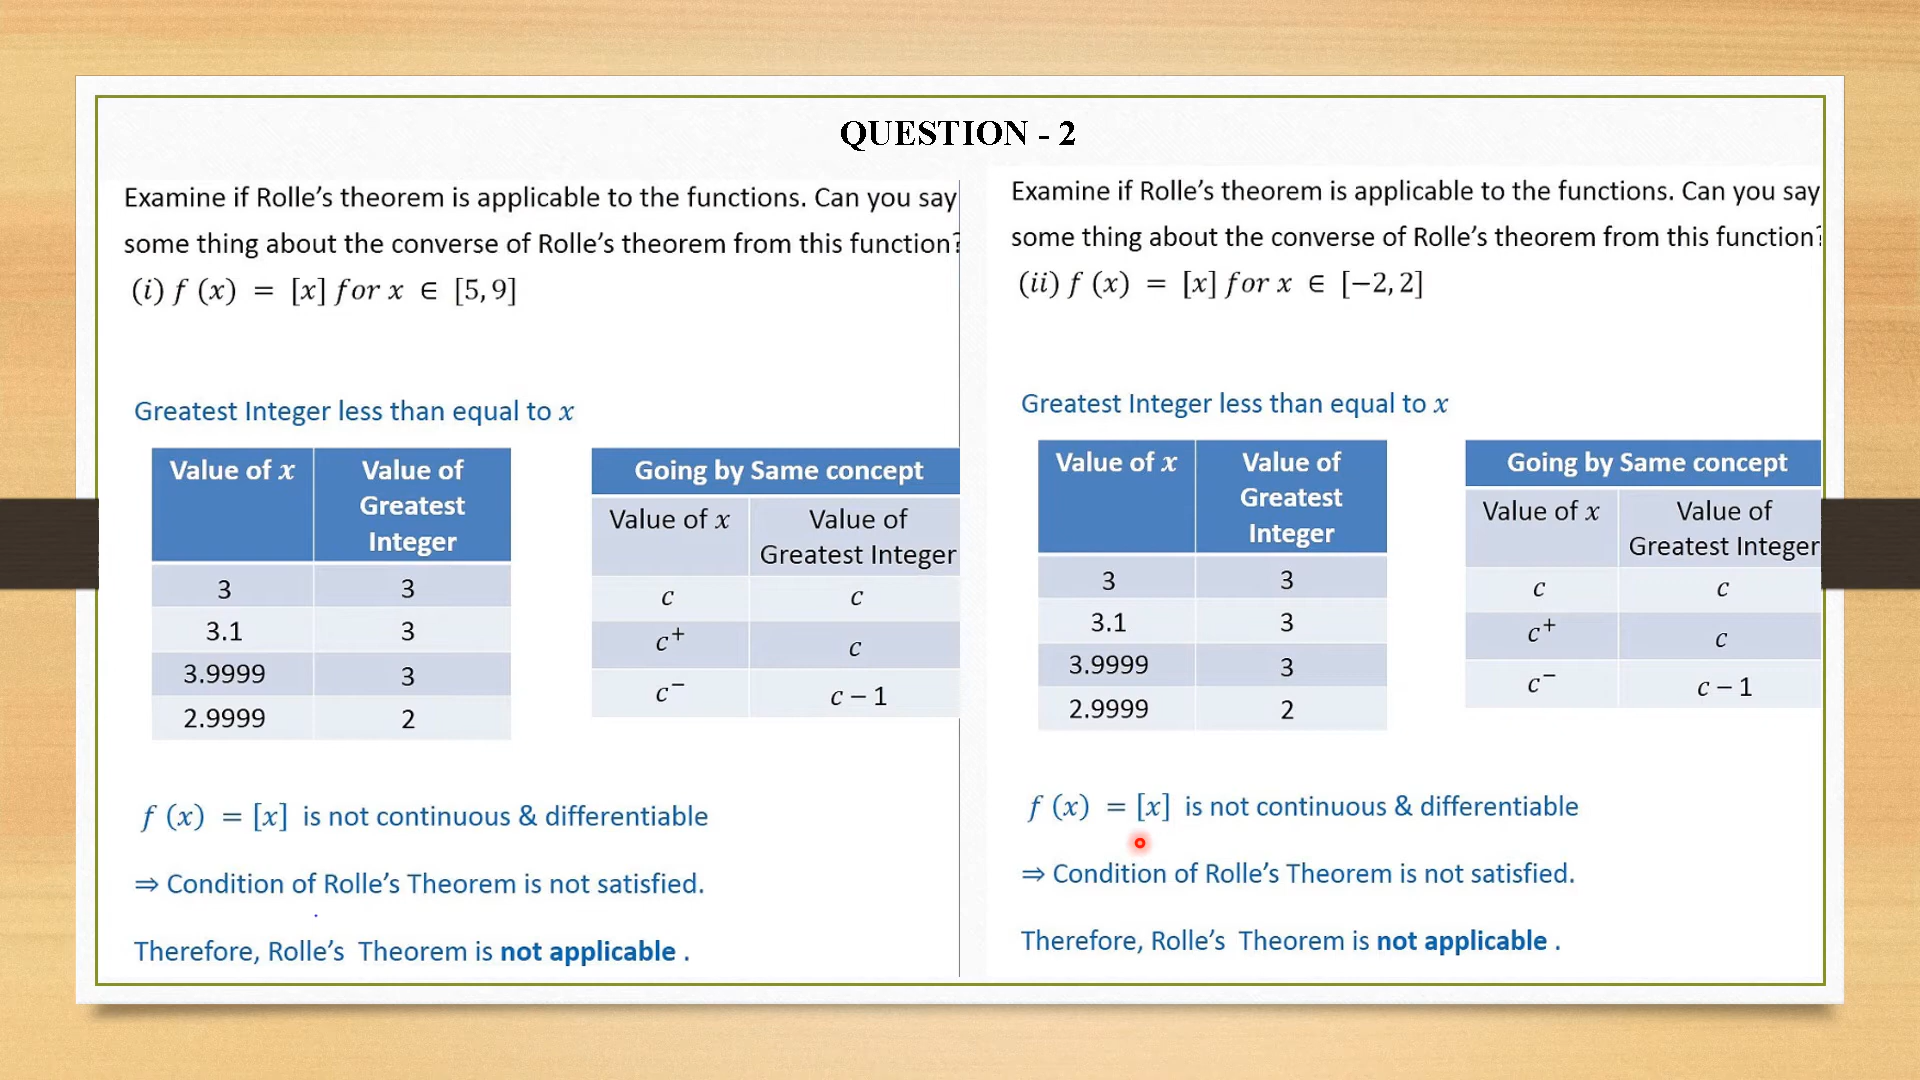 QUESTION - 2
Examine if Rolle’s theorem is applicable to the functions. Can you say
some thing about the converse of Rolle’s theorem from this function?
(i) f (x) = [x] for x ∈ [5, 9]
Greatest Integer less than equal to x
Value of x | Value of Greatest Integer
3 | 3
3.1 | 3
3.9999 | 3
2.9999 | 2
Going by Same concept
Value of x | Value of Greatest Integer
c | c
c⁺ | c
c⁻ | c − 1
f (x) = [x] is not continuous & differentiable
⇒ Condition of Rolle’s Theorem is not satisfied.
Therefore, Rolle’s Theorem is not applicable .
Examine if Rolle’s theorem is applicable to the functions. Can you say
some thing about the converse of Rolle’s theorem from this function?
(ii) f (x) = [x] for x ∈ [−2, 2]
Greatest Integer less than equal to x
Value of x | Value of Greatest Integer
3 | 3
3.1 | 3
3.9999 | 3
2.9999 | 2
Going by Same concept
Value of x | Value of Greatest Integer
c | c
c⁺ | c
c⁻ | c − 1
f (x) = [x] is not continuous & differentiable
⇒ Condition of Rolle’s Theorem is not satisfied.
Therefore, Rolle’s Theorem is not applicable .